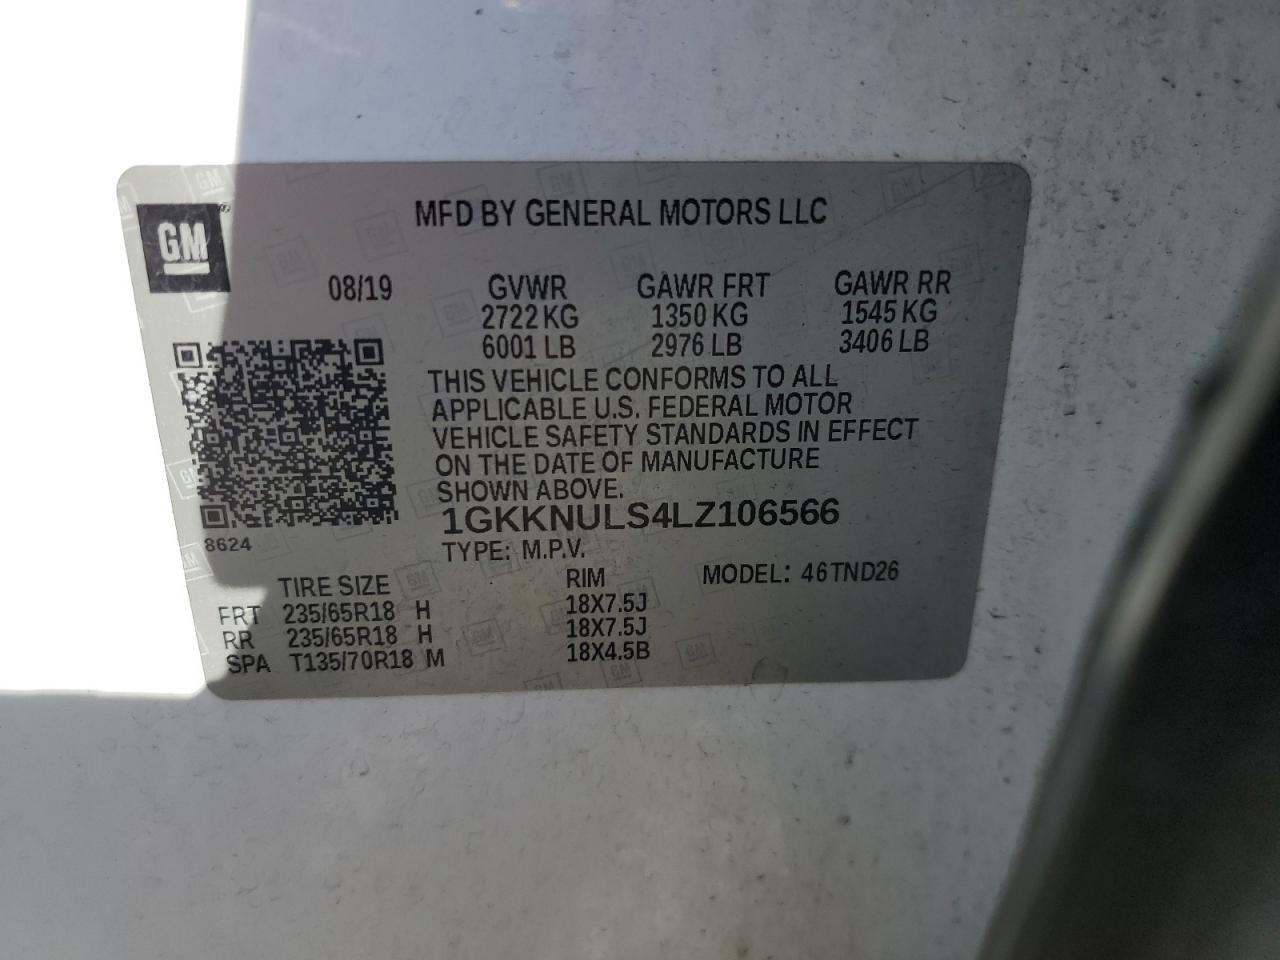 GM
MFD BY GENERAL MOTORS LLC
08/19 GVWR GAWR FRT GAWR RR
2722 KG 1350 KG 1545 KG
6001 LB 2976 LB 3406 LB
THIS VEHICLE CONFORMS TO ALL
APPLICABLE U.S. FEDERAL MOTOR
VEHICLE SAFETY STANDARDS IN EFFECT
ON THE DATE OF MANUFACTURE
SHOWN ABOVE.
1GKKNULS4LZ106566
8624
TYPE: M.P.V.
TIRE SIZE RIM MODEL: 46TND26
FRT 235/65R18 H 18X7.5J
RR 235/65R18 H 18X7.5J
SPA T135/70R18 M 18X4.5B